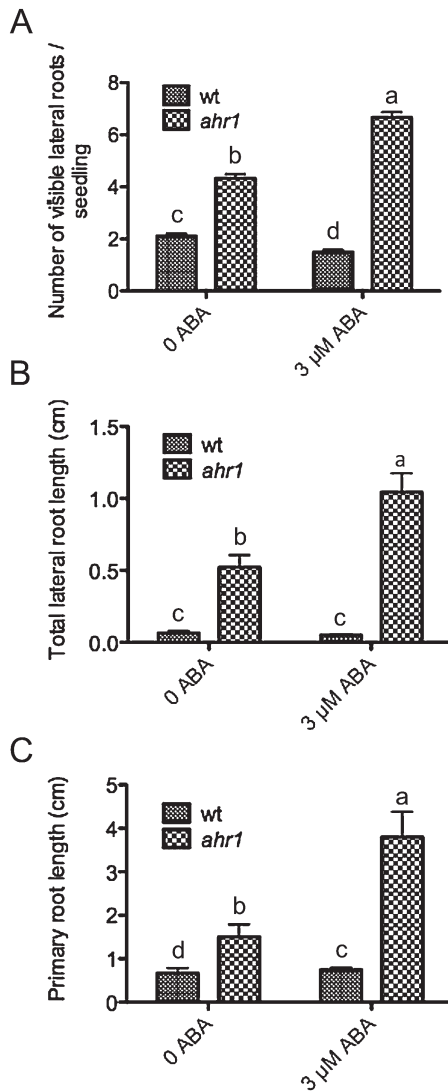 A
Number of visible lateral roots /
seedling
8
6
4
2
0
wt
ahr1
c
b
d
a
0 ABA
3 µM ABA
B
Total lateral root length (cm)
1.5
1.0
0.5
0.0
wt
ahr1
c
b
c
a
0 ABA
3 µM ABA
C
Primary root length (cm)
5
4
3
2
1
0
wt
ahr1
d
b
c
a
0 ABA
3 µM ABA